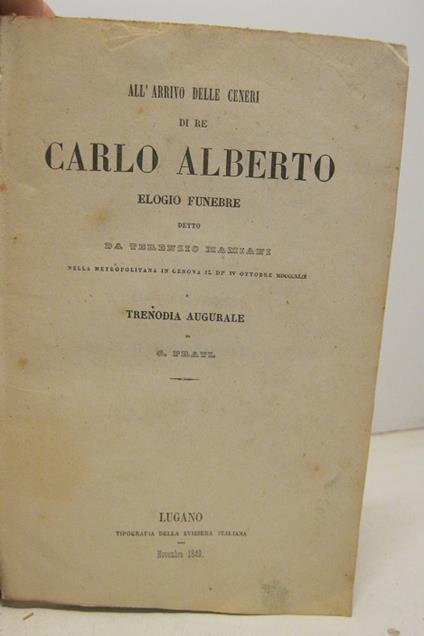 ALL' ARRIVO DELLE CENERI
DI RE
CARLO ALBERTO
ELOGIO FUNEBRE
DETTO
DA TERENZIO MAMIANI
NELLA METROPOLITANA IN GENOVA IL DÌ IV OTTOBRE MDCCCXLIX
E
TRENODIA AUGURALE
DI
G. PRATI.
LUGANO
TIPOGRAFIA DELLA SVIZZERA ITALIANA
Novembre 1849.